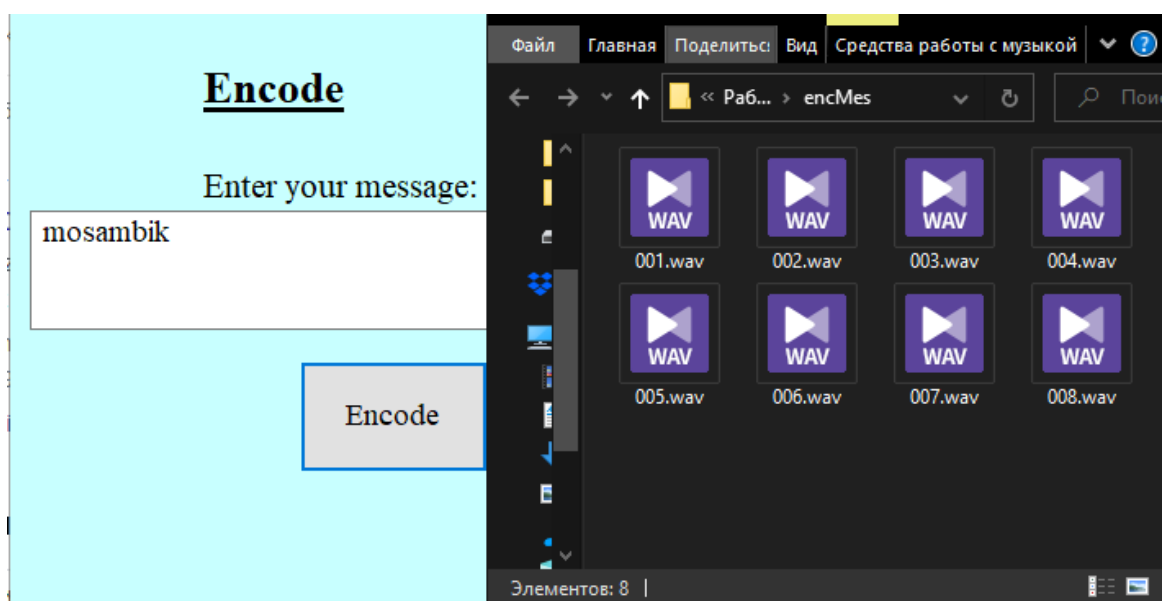 Encode
Enter your message:
mosambik
Encode
Файл Главная Поделитьс: Вид Средства работы с музыкой
« Раб... › encMes
WAV WAV WAV WAV
001.wav 002.wav 003.wav 004.wav
WAV WAV WAV WAV
005.wav 006.wav 007.wav 008.wav
Элементов: 8